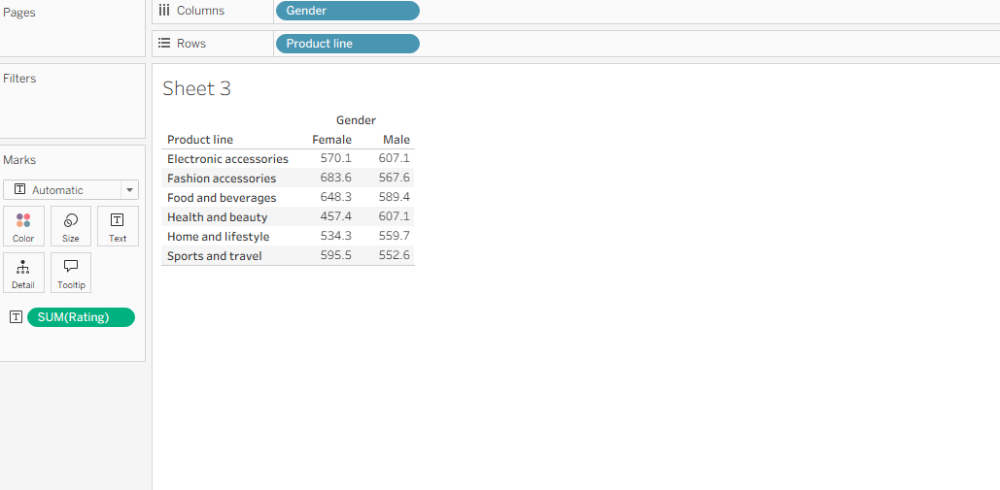 Pages
Columns
Gender
Rows
Product line
Filters
Sheet 3
Gender
Product line Female Male
Electronic accessories 570.1 607.1
Fashion accessories 683.6 567.6
Food and beverages 648.3 589.4
Health and beauty 457.4 607.1
Home and lifestyle 534.3 559.7
Sports and travel 595.5 552.6
Marks
T Automatic
Color Size T Text
Detail Tooltip
T SUM(Rating)